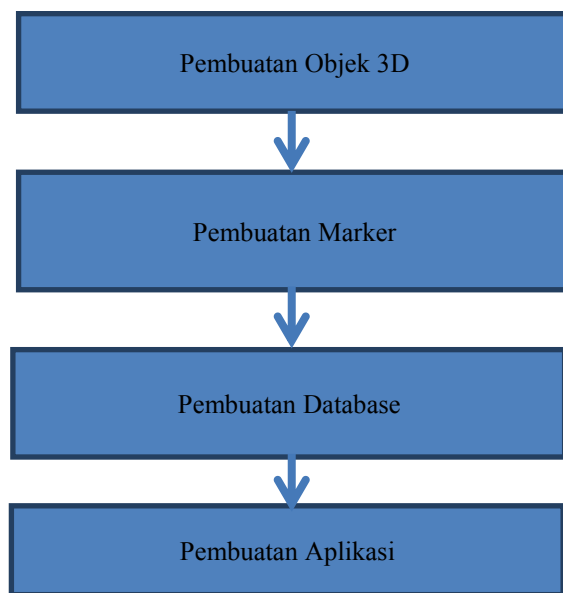 Pembuatan Objek 3D
Pembuatan Marker
Pembuatan Database
Pembuatan Aplikasi